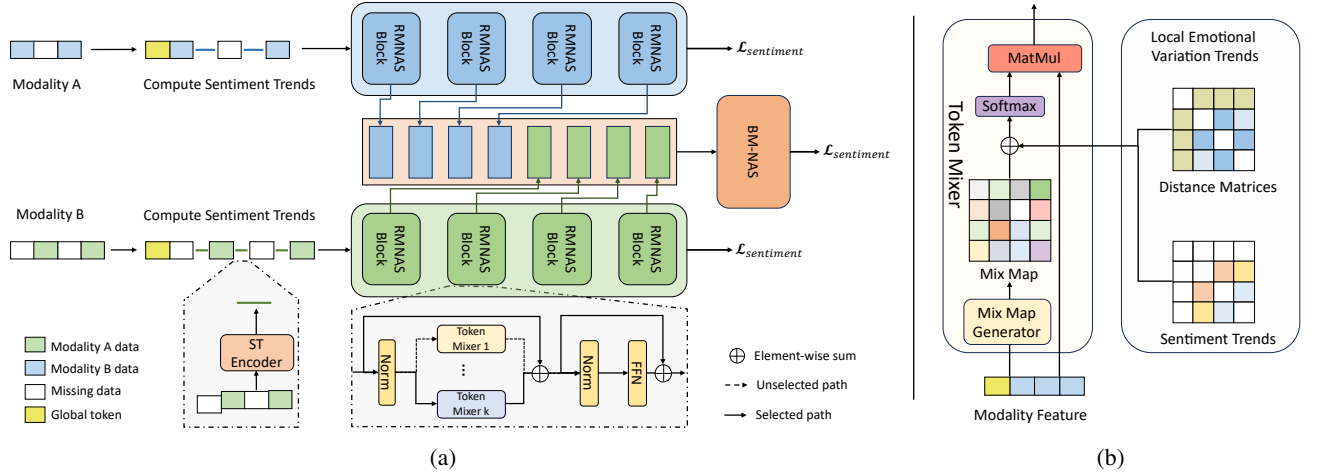 Modality A
Compute Sentiment Trends
RMNAS
Block
RMNAS
Block
RMNAS
Block
RMNAS
Block
ℒsentiment
BM-NAS
ℒsentiment
Modality B
Compute Sentiment Trends
RMNAS
Block
RMNAS
Block
RMNAS
Block
RMNAS
Block
ℒsentiment
ST
Encoder
Modality A data
Modality B data
Missing data
Global token
Norm
Token
Mixer 1
...
Token
Mixer k
Norm
FFN
Element-wise sum
Unselected path
Selected path
(a)
Token Mixer
MatMul
Softmax
Mix Map
Mix Map
Generator
Modality Feature
Local Emotional
Variation Trends
Distance Matrices
Sentiment Trends
(b)